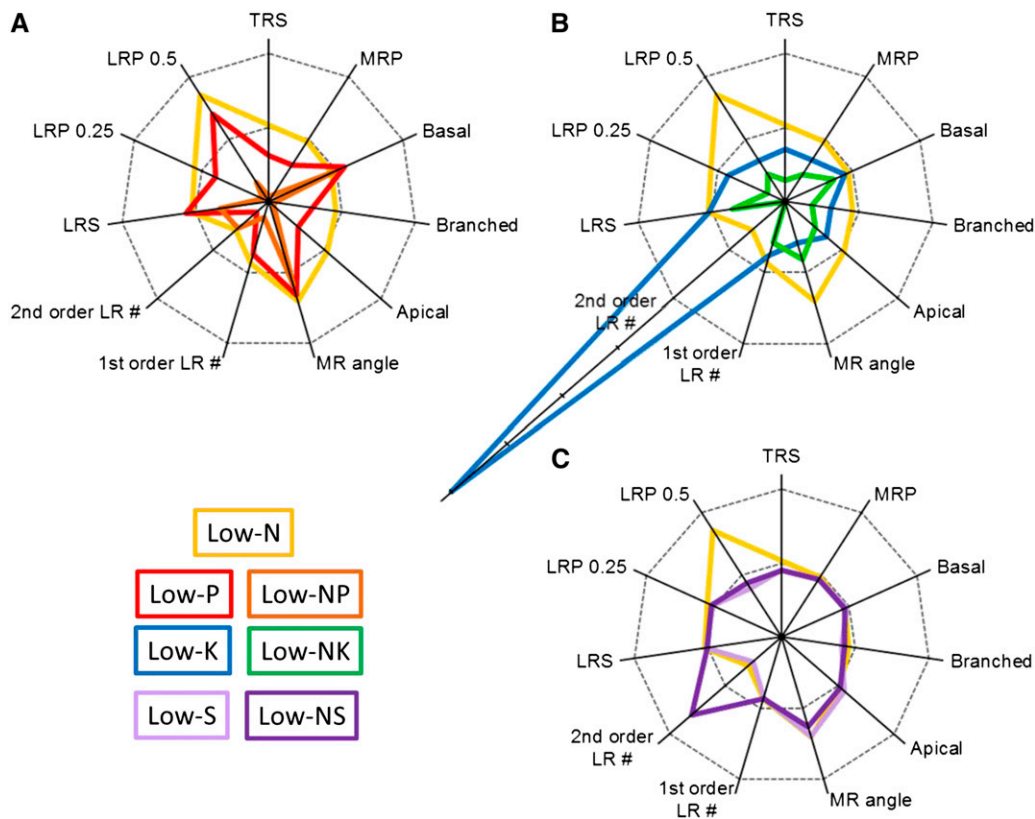 A
TRS
MRP
Basal
Branched
Apical
MR angle
1st order LR #
2nd order LR #
LRS
LRP 0.25
LRP 0.5
B
TRS
MRP
Basal
Branched
Apical
MR angle
1st order
LR #
2nd order
LR #
LRS
LRP 0.25
LRP 0.5
C
TRS
MRP
Basal
Branched
Apical
MR angle
1st order
LR #
2nd order
LR #
LRS
LRP 0.25
LRP 0.5
Low-N
Low-P
Low-NP
Low-K
Low-NK
Low-S
Low-NS